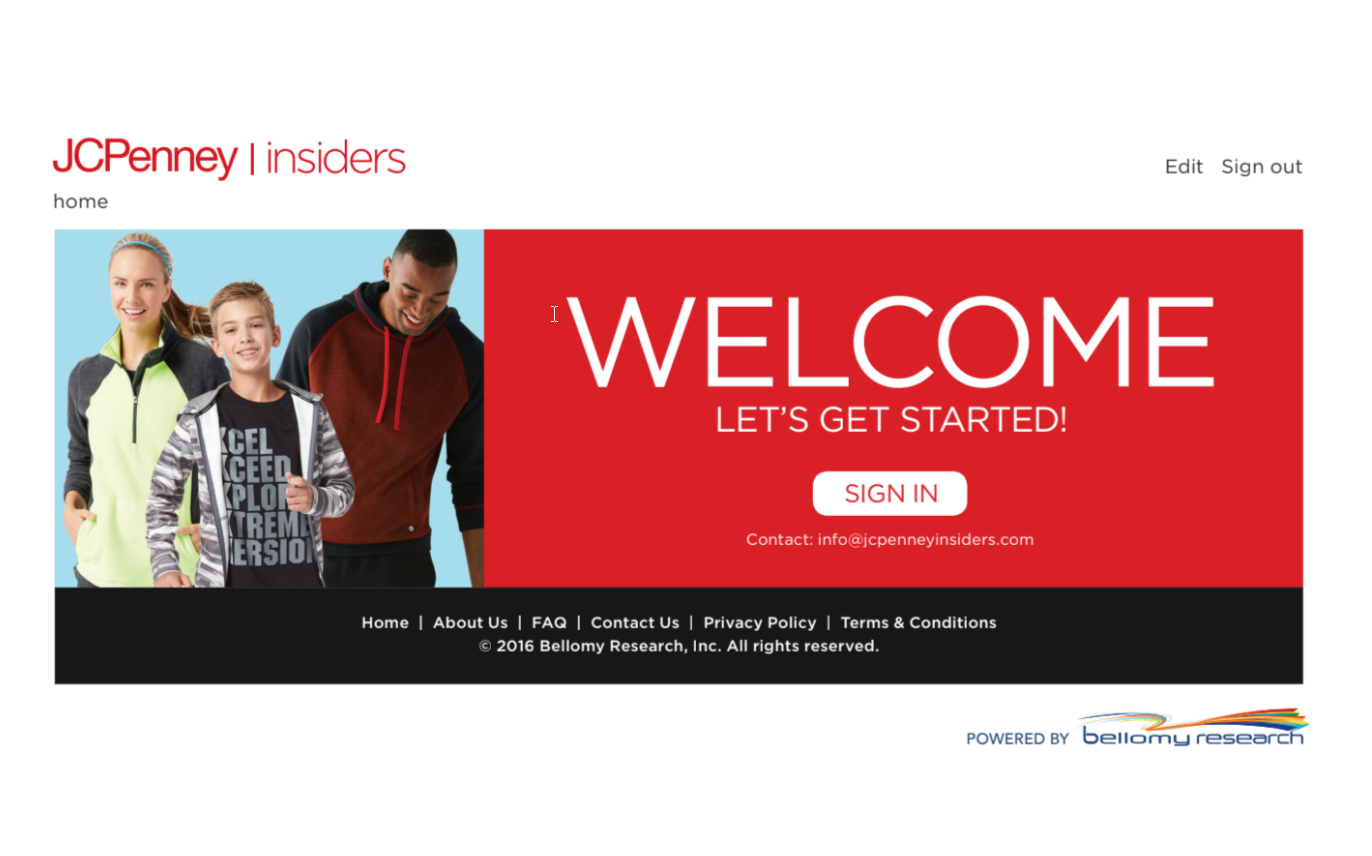 JCPenney | insiders
Edit Sign out
home
WELCOME
LET'S GET STARTED!
SIGN IN
Contact: info@jcpenneyinsiders.com
XCEL
XCEED
XPLOR
XTREME
ERSIO
Home | About Us | FAQ | Contact Us | Privacy Policy | Terms & Conditions
© 2016 Bellomy Research, Inc. All rights reserved.
POWERED BY bellomy research